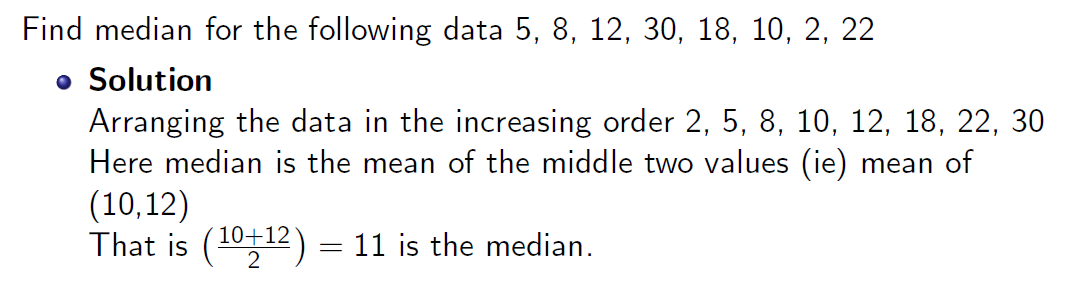 Find median for the following data 5, 8, 12, 30, 18, 10, 2, 22
Solution
Arranging the data in the increasing order 2, 5, 8, 10, 12, 18, 22, 30
Here median is the mean of the middle two values (ie) mean of
(10,12)
That is (10+12/2) = 11 is the median.